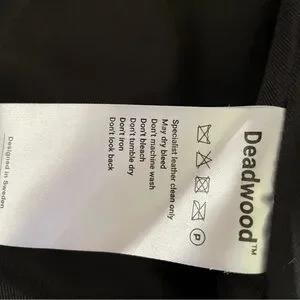 Deadwood™
P
Specialist leather clean only
May dry bleed
Don't machine wash
Don't bleach
Don't tumble dry
Don't iron
Don't look back
Designed in Sweden